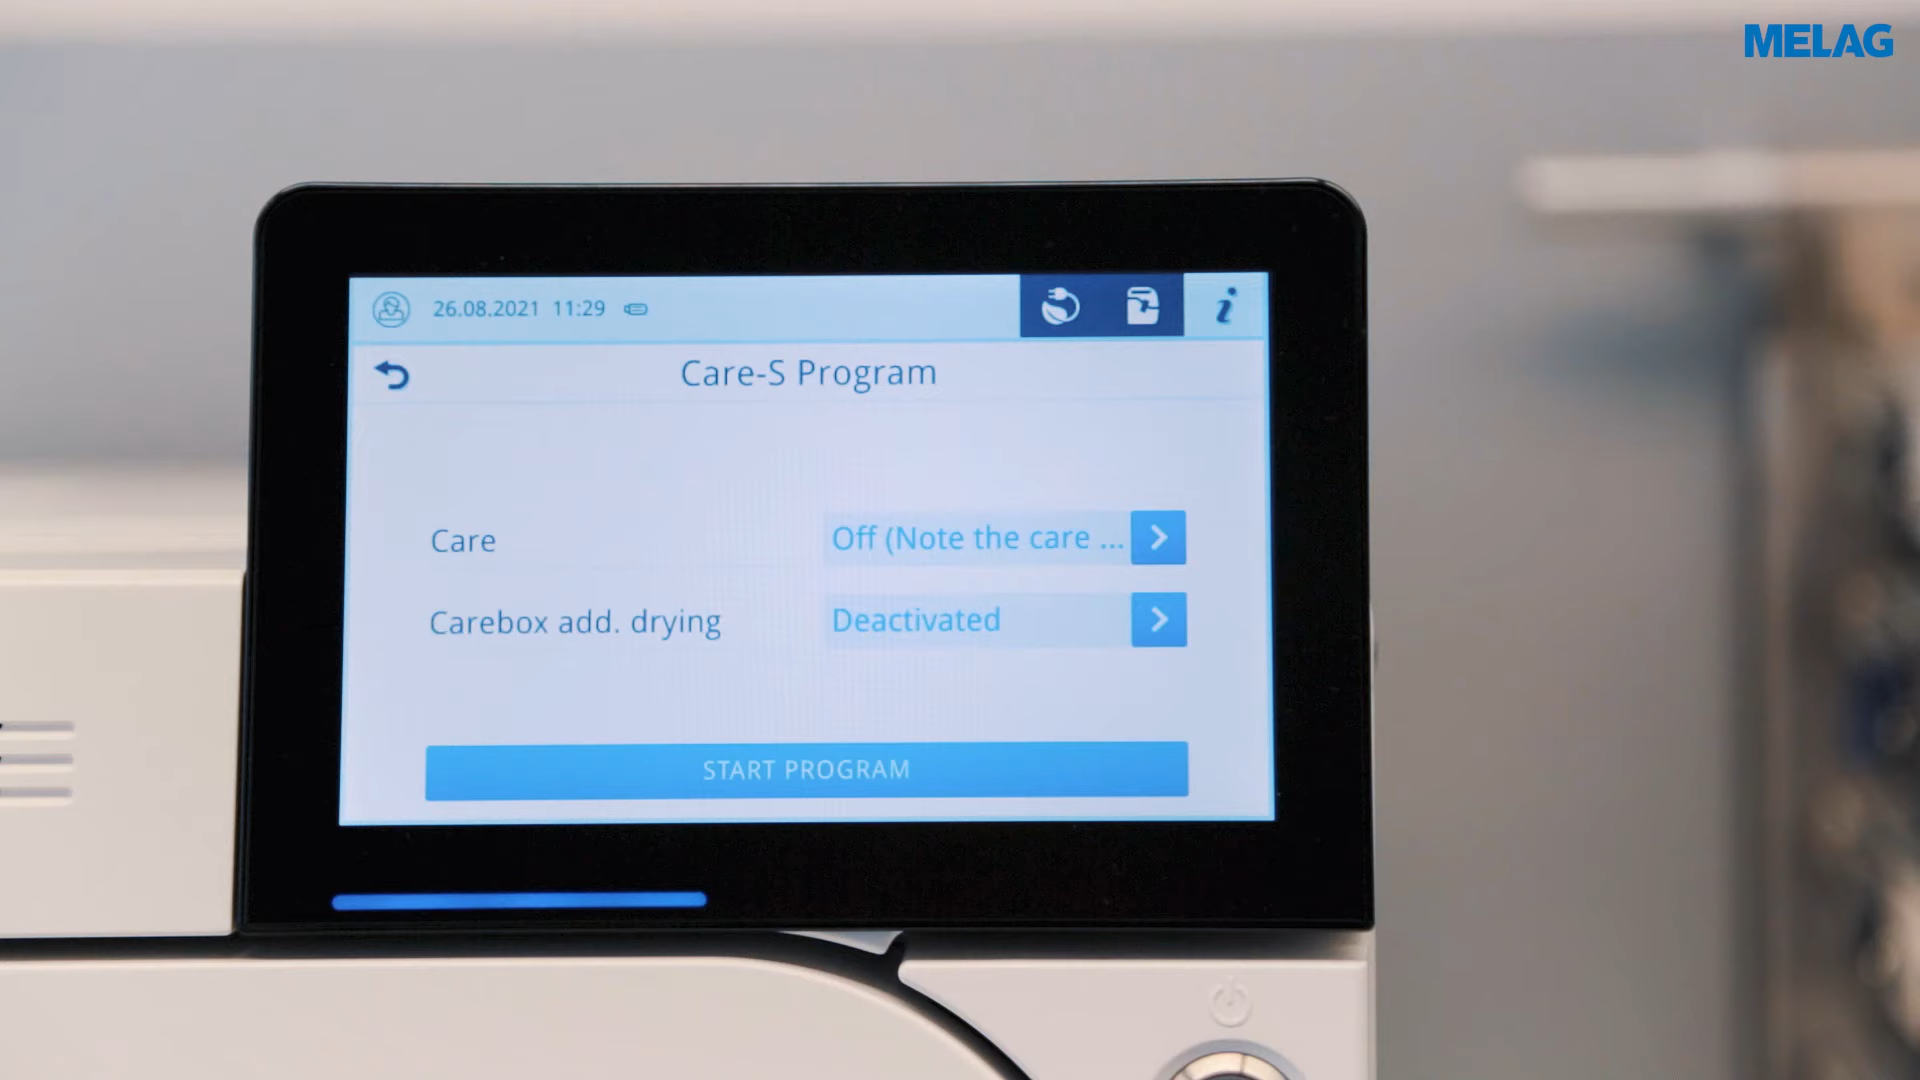 MELAG
26.08.2021 11:29
Care-S Program
Care Off (Note the care ...
Carebox add. drying Deactivated
START PROGRAM